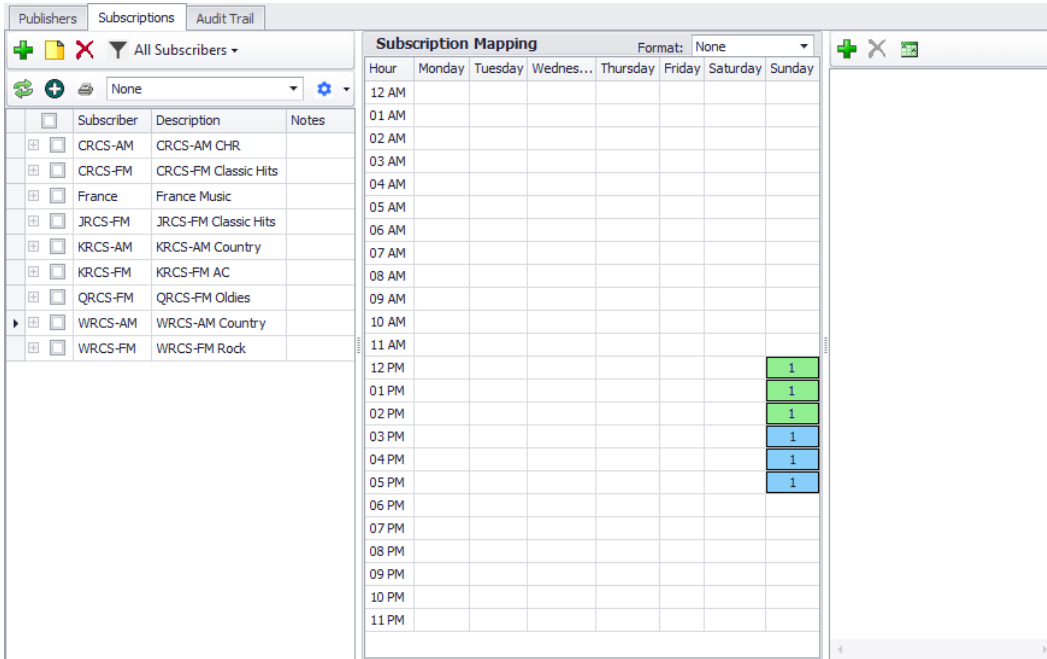 Publishers Subscriptions Audit Trail
All Subscribers
None
Subscriber Description Notes
CRCS-AM CRCS-AM CHR
CRCS-FM CRCS-FM Classic Hits
France France Music
JRCS-FM JRCS-FM Classic Hits
KRCS-AM KRCS-AM Country
KRCS-FM KRCS-FM AC
QRCS-FM QRCS-FM Oldies
WRCS-AM WRCS-AM Country
WRCS-FM WRCS-FM Rock
Subscription Mapping Format: None
Hour Monday Tuesday Wednes... Thursday Friday Saturday Sunday
12 AM
01 AM
02 AM
03 AM
04 AM
05 AM
06 AM
07 AM
08 AM
09 AM
10 AM
11 AM
12 PM 1
01 PM 1
02 PM 1
03 PM 1
04 PM 1
05 PM 1
06 PM
07 PM
08 PM
09 PM
10 PM
11 PM